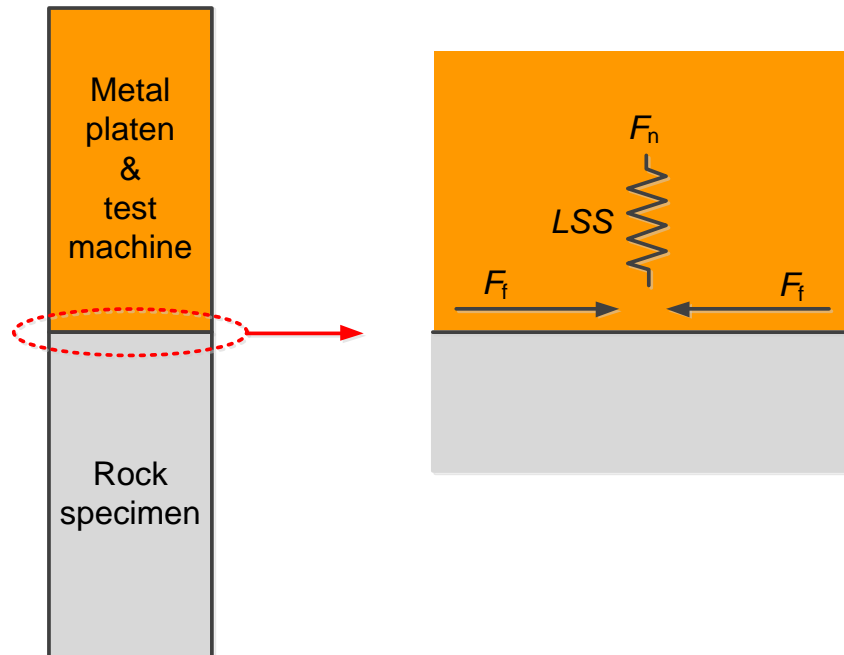 Metal
platen
&
test
machine
Rock
specimen
Fn
LSS
Ff
Ff